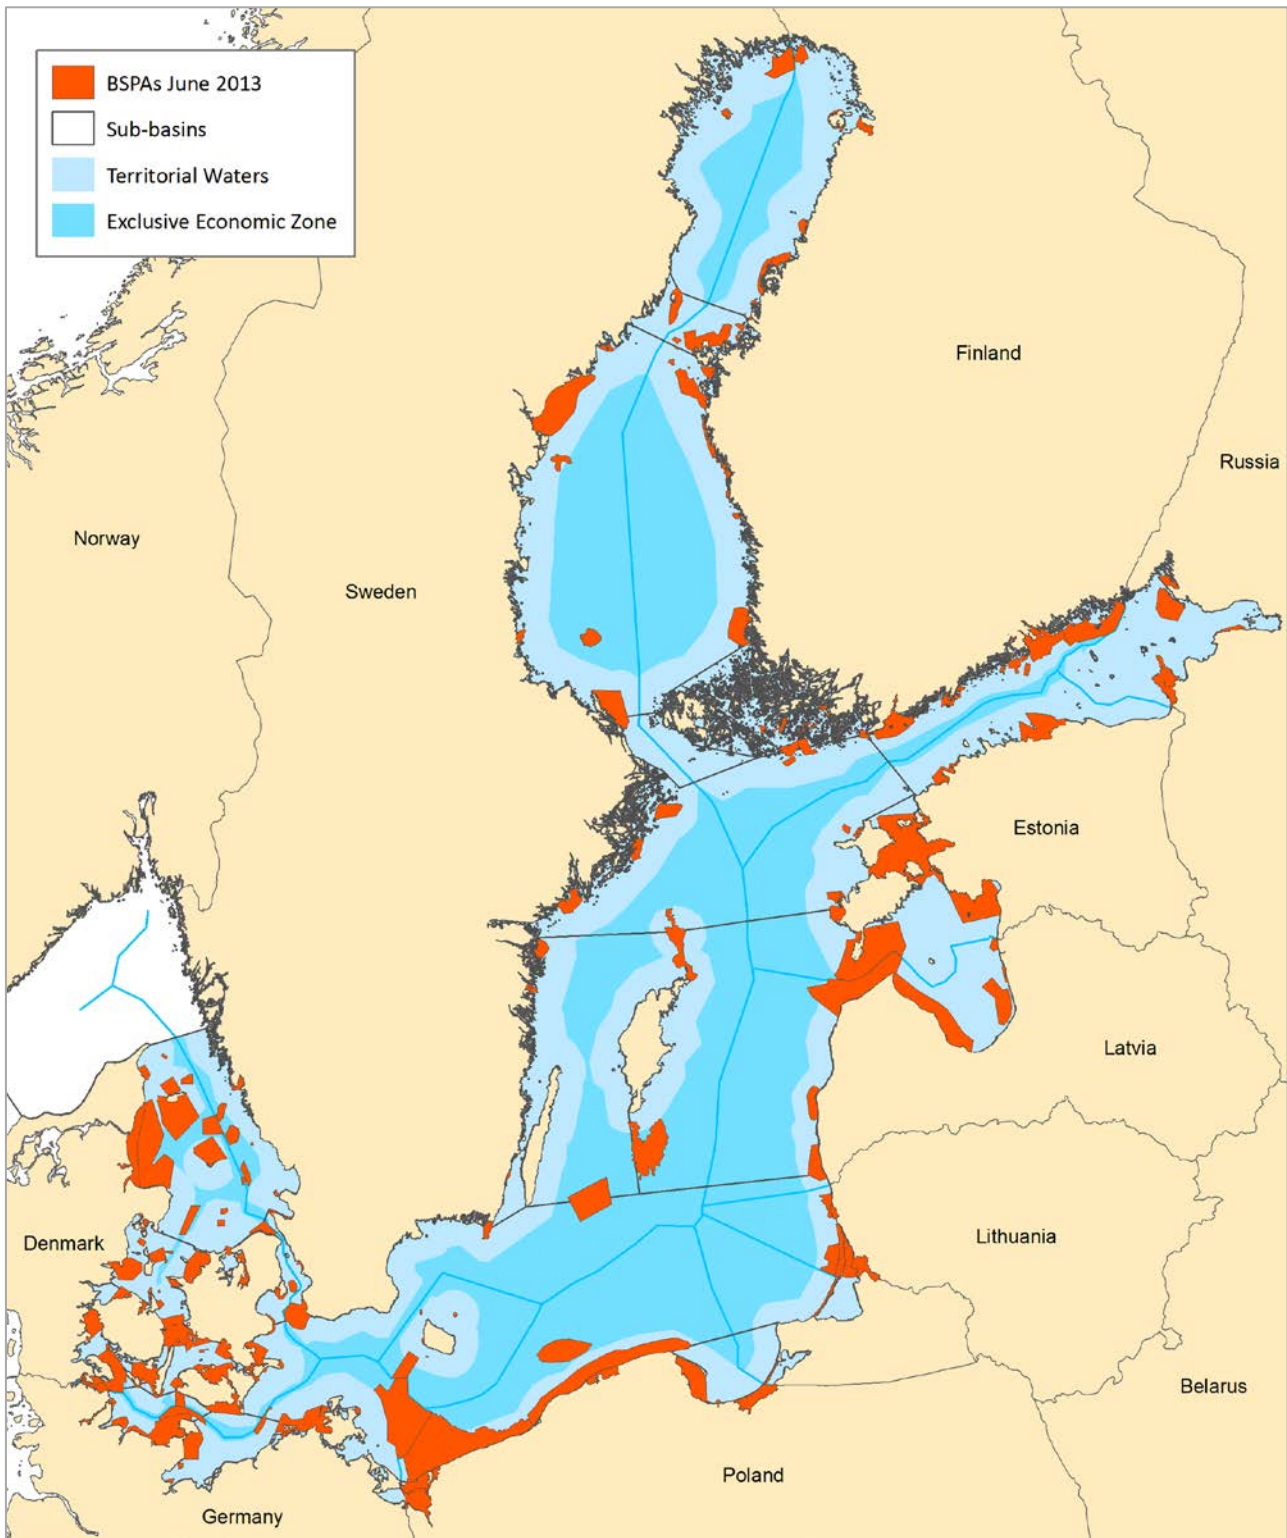 BSPAs June 2013
Sub-basins
Territorial Waters
Exclusive Economic Zone
Finland
Russia
Norway
Sweden
Estonia
Latvia
Denmark
Lithuania
Belarus
Poland
Germany